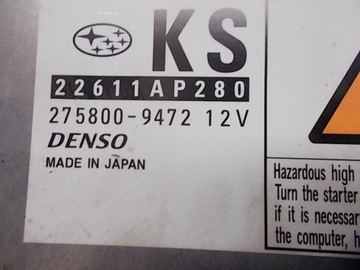 KS
22611AP280
275800-9472 12V
DENSO
MADE IN JAPAN
Hazardous high
Turn the starter
if it is necessar
the computer, h